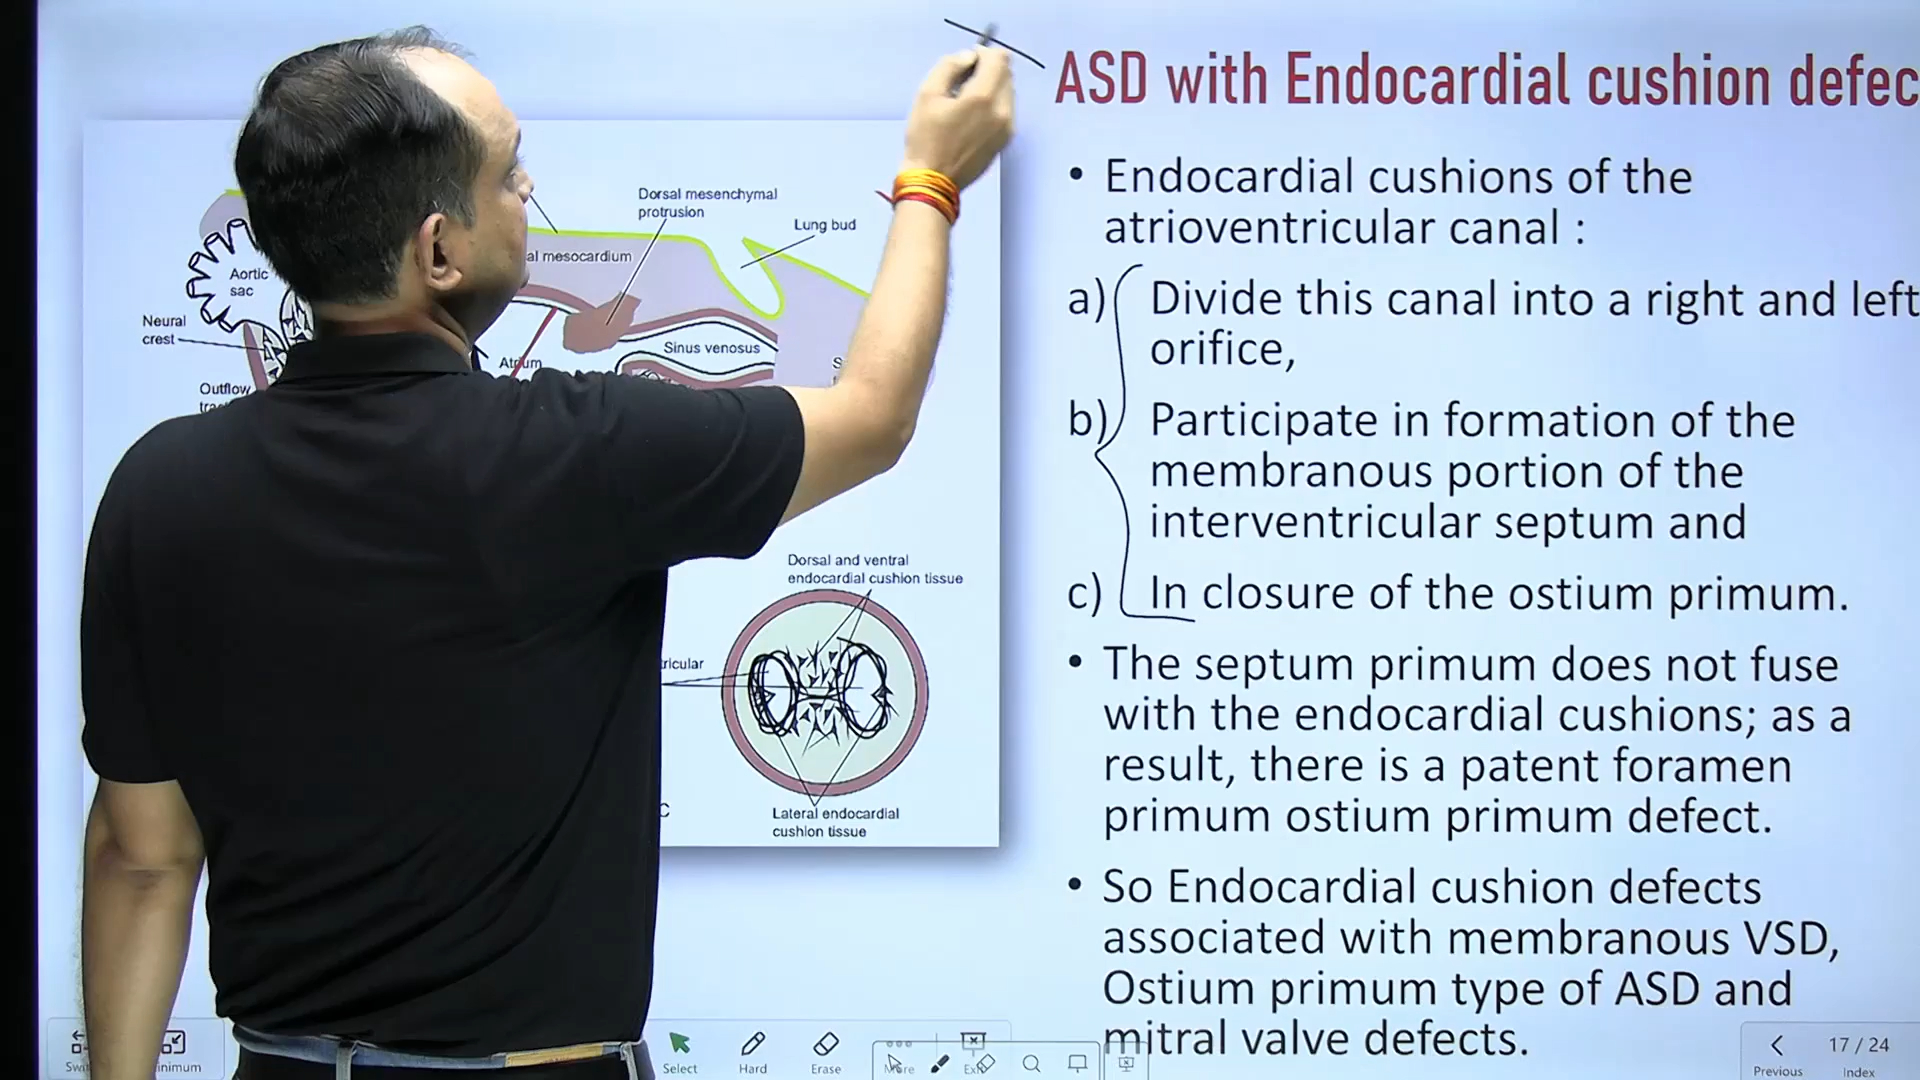 ASD with Endocardial cushion defec
• Endocardial cushions of the
atrioventricular canal :
a) Divide this canal into a right and left
orifice,
b) Participate in formation of the
membranous portion of the
interventricular septum and
c) In closure of the ostium primum.
• The septum primum does not fuse
with the endocardial cushions; as a
result, there is a patent foramen
primum ostium primum defect.
• So Endocardial cushion defects
associated with membranous VSD,
Ostium primum type of ASD and
mitral valve defects.
Dorsal mesenchymal
protrusion
Lung bud
al mesocardium
Aortic
sac
Neural
crest
Atrium
Sinus venosus
Outflow
Dorsal and ventral
endocardial cushion tissue
ricular
Lateral endocardial
cushion tissue
C
inimum
Select
Hard
Erase
Previous
17 / 24
Index